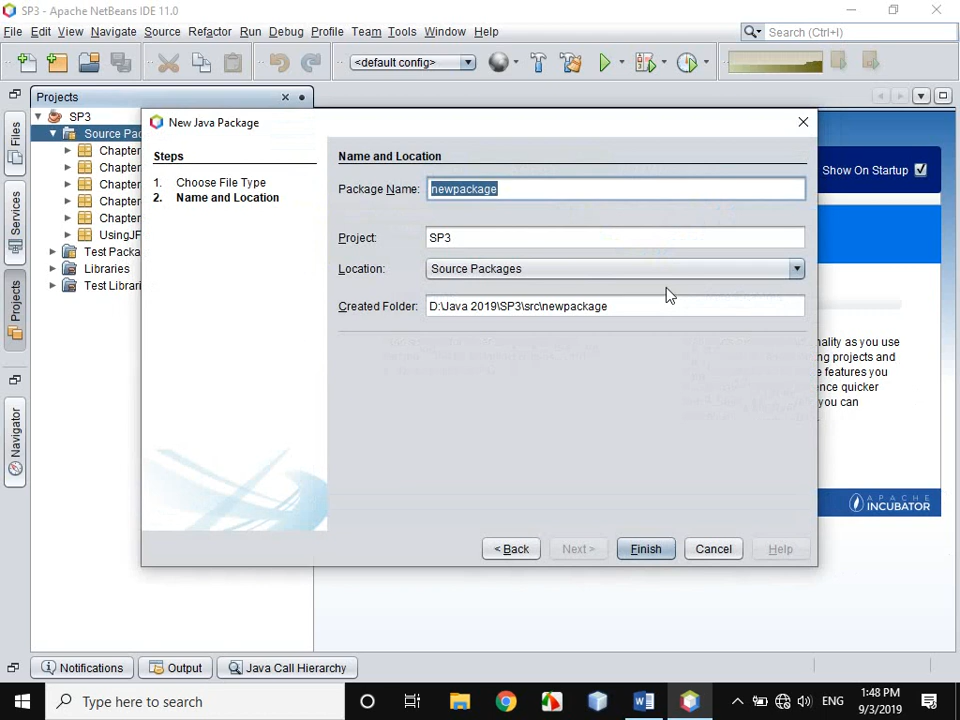 SP3 - Apache NetBeans IDE 11.0
File Edit View Navigate Source Refactor Run Debug Profile Team Tools Window Help
Search (Ctrl+I)
<default config>
Projects
Files
Services
Projects
Navigator
SP3
Source Pac
Chapter
Chapter
Chapter
Chapter
Chapter
UsingJF
Test Packa
Libraries
Test Librari
New Java Package
Steps
1. Choose File Type
2. Name and Location
Name and Location
Package Name: newpackage
Project: SP3
Location: Source Packages
Created Folder: D:\Java 2019\SP3\src\newpackage
< Back Next > Finish Cancel Help
Show On Startup
nality as you use
ng projects and
e features you
ence quicker
you can
APACHE
INCUBATOR
Notifications Output Java Call Hierarchy
Type here to search
ENG
1:48 PM
9/3/2019